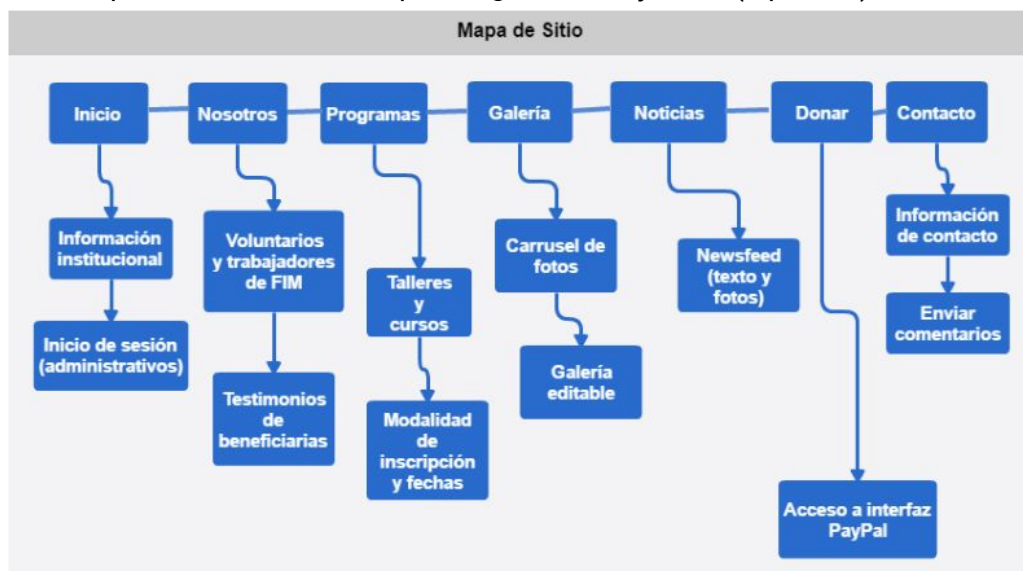 Mapa de Sitio
Inicio
Nosotros
Programas
Galería
Noticias
Donar
Contacto
Información
institucional
Inicio de sesión
(administrativos)
Voluntarios
y trabajadores
de FIM
Testimonios
de
beneficiarias
Talleres
y
cursos
Modalidad
de
inscripción
y fechas
Carrusel de
fotos
Galería
editable
Newsfeed
(texto y
fotos)
Acceso a interfaz
PayPal
Información
de contacto
Enviar
comentarios